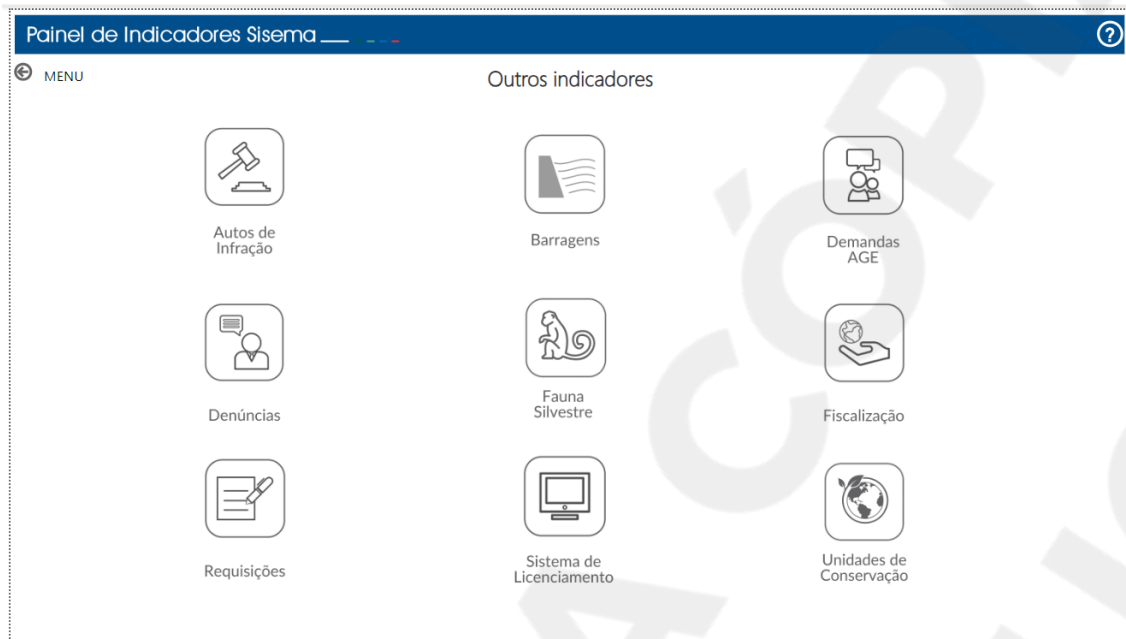 Painel de Indicadores Sisema
?
MENU
Outros indicadores
Autos de
Infração
Barragens
Demandas
AGE
Denúncias
Fauna
Silvestre
Fiscalização
Requisições
Sistema de
Licenciamento
Unidades de
Conservação